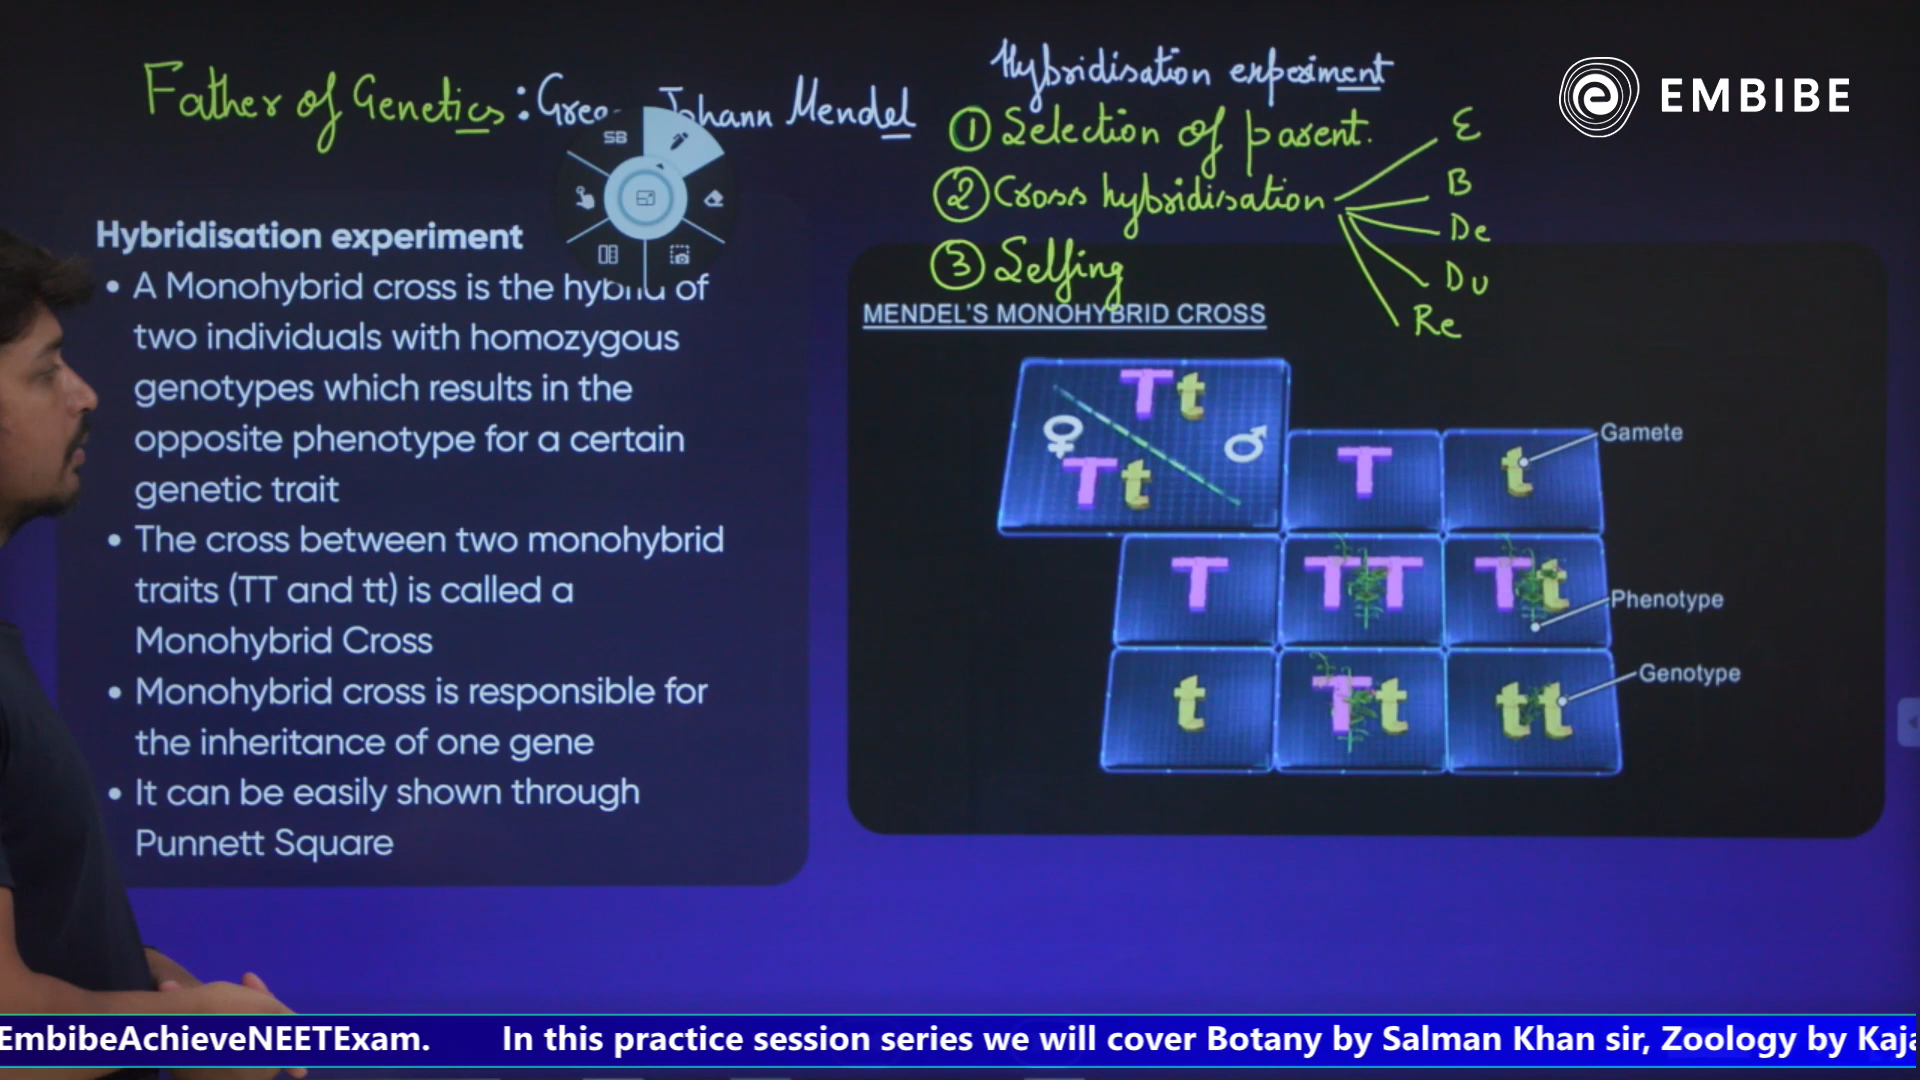 Father of Genetics : Johann Mendel
Hybridisation experiment
EMBIBE
1 Selection of parent.
2 Cross hybridisation
3 Selfing
E
B
De
Du
Re
SB
Hybridisation experiment
• A Monohybrid cross is the hybrid of
two individuals with homozygous
genotypes which results in the
opposite phenotype for a certain
genetic trait
• The cross between two monohybrid
traits (TT and tt) is called a
Monohybrid Cross
• Monohybrid cross is responsible for
the inheritance of one gene
• It can be easily shown through
Punnett Square
MENDEL'S MONOHYBRID CROSS
Tt
♀ ♂
Tt
T t Gamete
T TT Tt Phenotype
t Tt tt Genotype
EmbibeAchieveNEETExam. In this practice session series we will cover Botany by Salman Khan sir, Zoology by Kaja